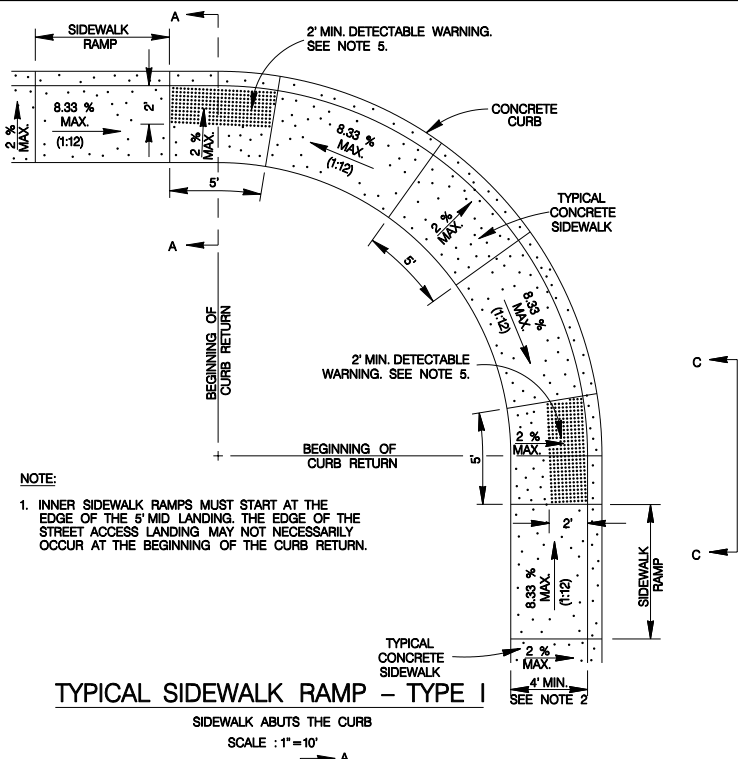 A
SIDEWALK
RAMP
2' MIN. DETECTABLE WARNING.
SEE NOTE 5.
8.33 %
MAX.
(1:12)
2 %
MAX.
2'
2 %
MAX.
5'
8.33 %
MAX.
(1:12)
CONCRETE
CURB
TYPICAL
CONCRETE
SIDEWALK
2 %
MAX.
5'
A
BEGINNING OF
CURB RETURN
8.33 %
MAX.
(1:12)
2' MIN. DETECTABLE
WARNING. SEE NOTE 5.
C
2 %
MAX.
5'
BEGINNING OF
CURB RETURN
NOTE:
1. INNER SIDEWALK RAMPS MUST START AT THE
EDGE OF THE 5' MID LANDING. THE EDGE OF THE
STREET ACCESS LANDING MAY NOT NECESSARILY
OCCUR AT THE BEGINNING OF THE CURB RETURN.
2'
C
8.33 %
MAX.
(1:12)
SIDEWALK
RAMP
TYPICAL
CONCRETE
SIDEWALK
2 %
MAX.
4' MIN.
SEE NOTE 2
TYPICAL SIDEWALK RAMP - TYPE I
SIDEWALK ABUTS THE CURB
SCALE : 1"=10'
A